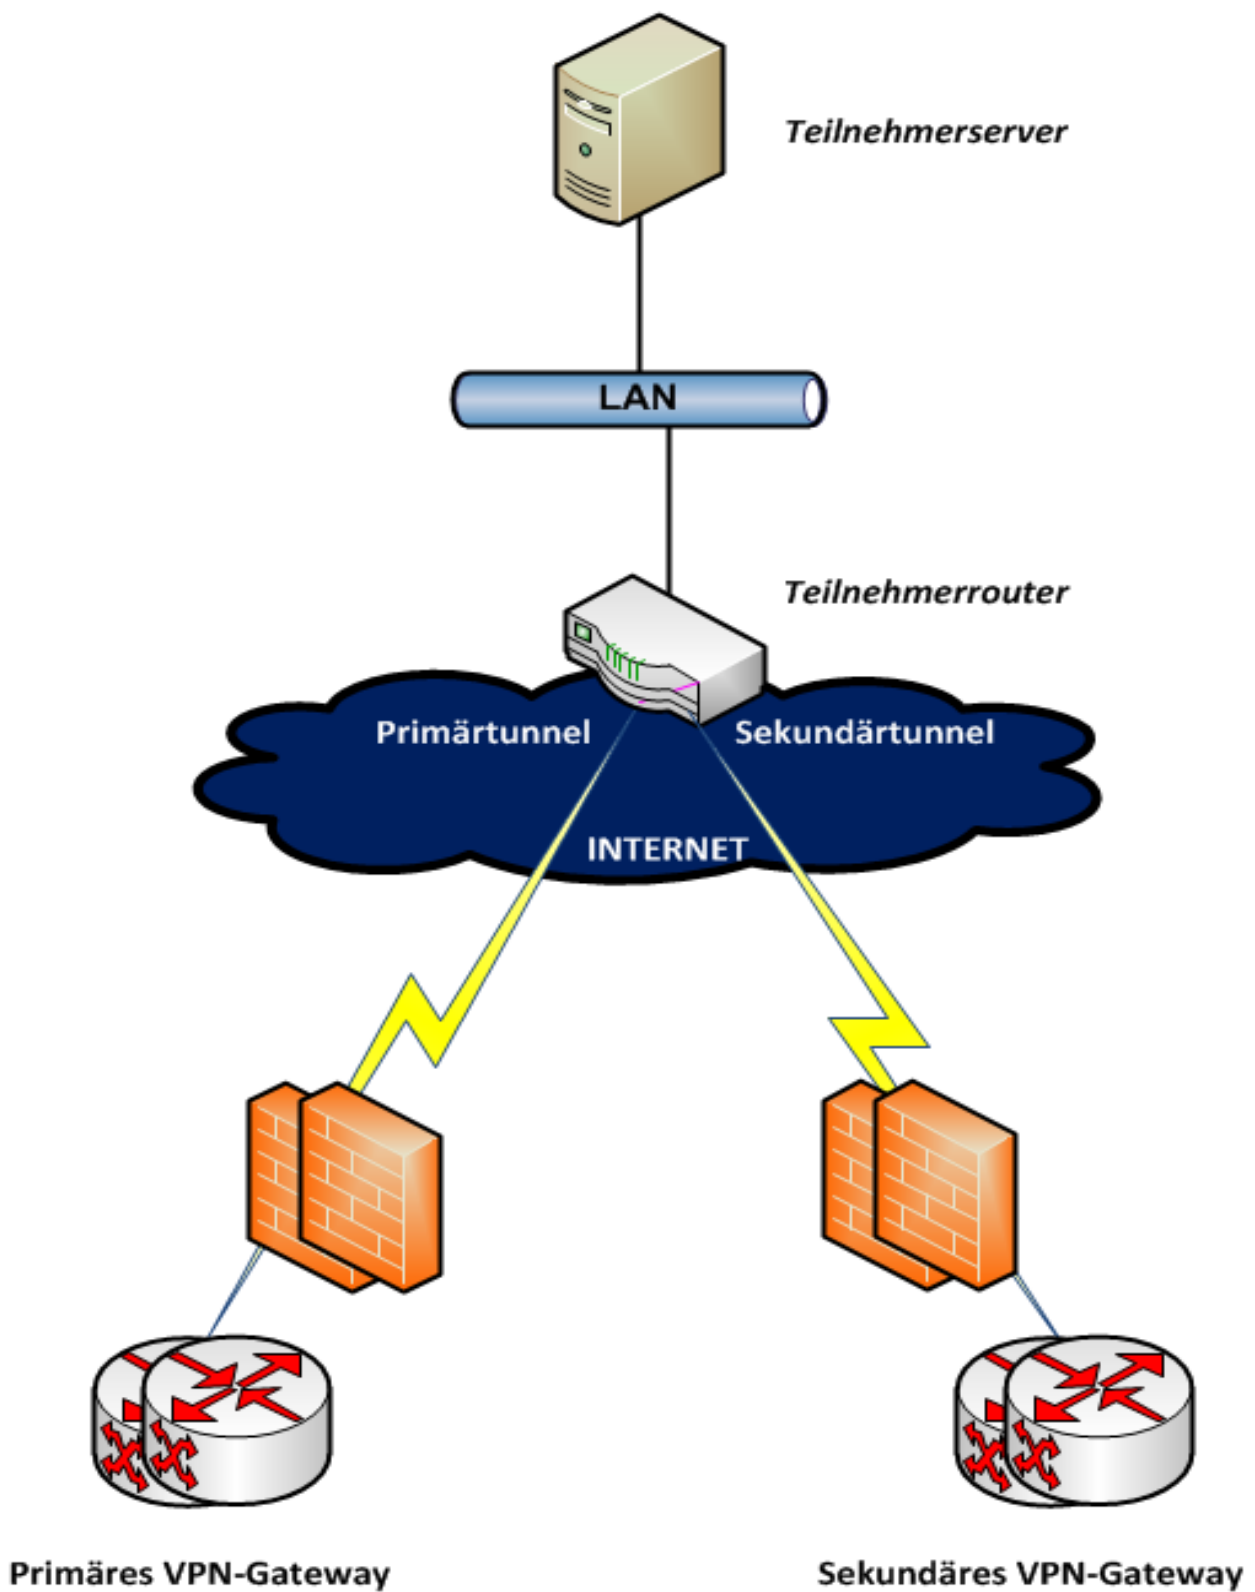 Teilnehmerserver
LAN
Teilnehmerrouter
Primärtunnel
Sekundärtunnel
INTERNET
Primäres VPN-Gateway
Sekundäres VPN-Gateway